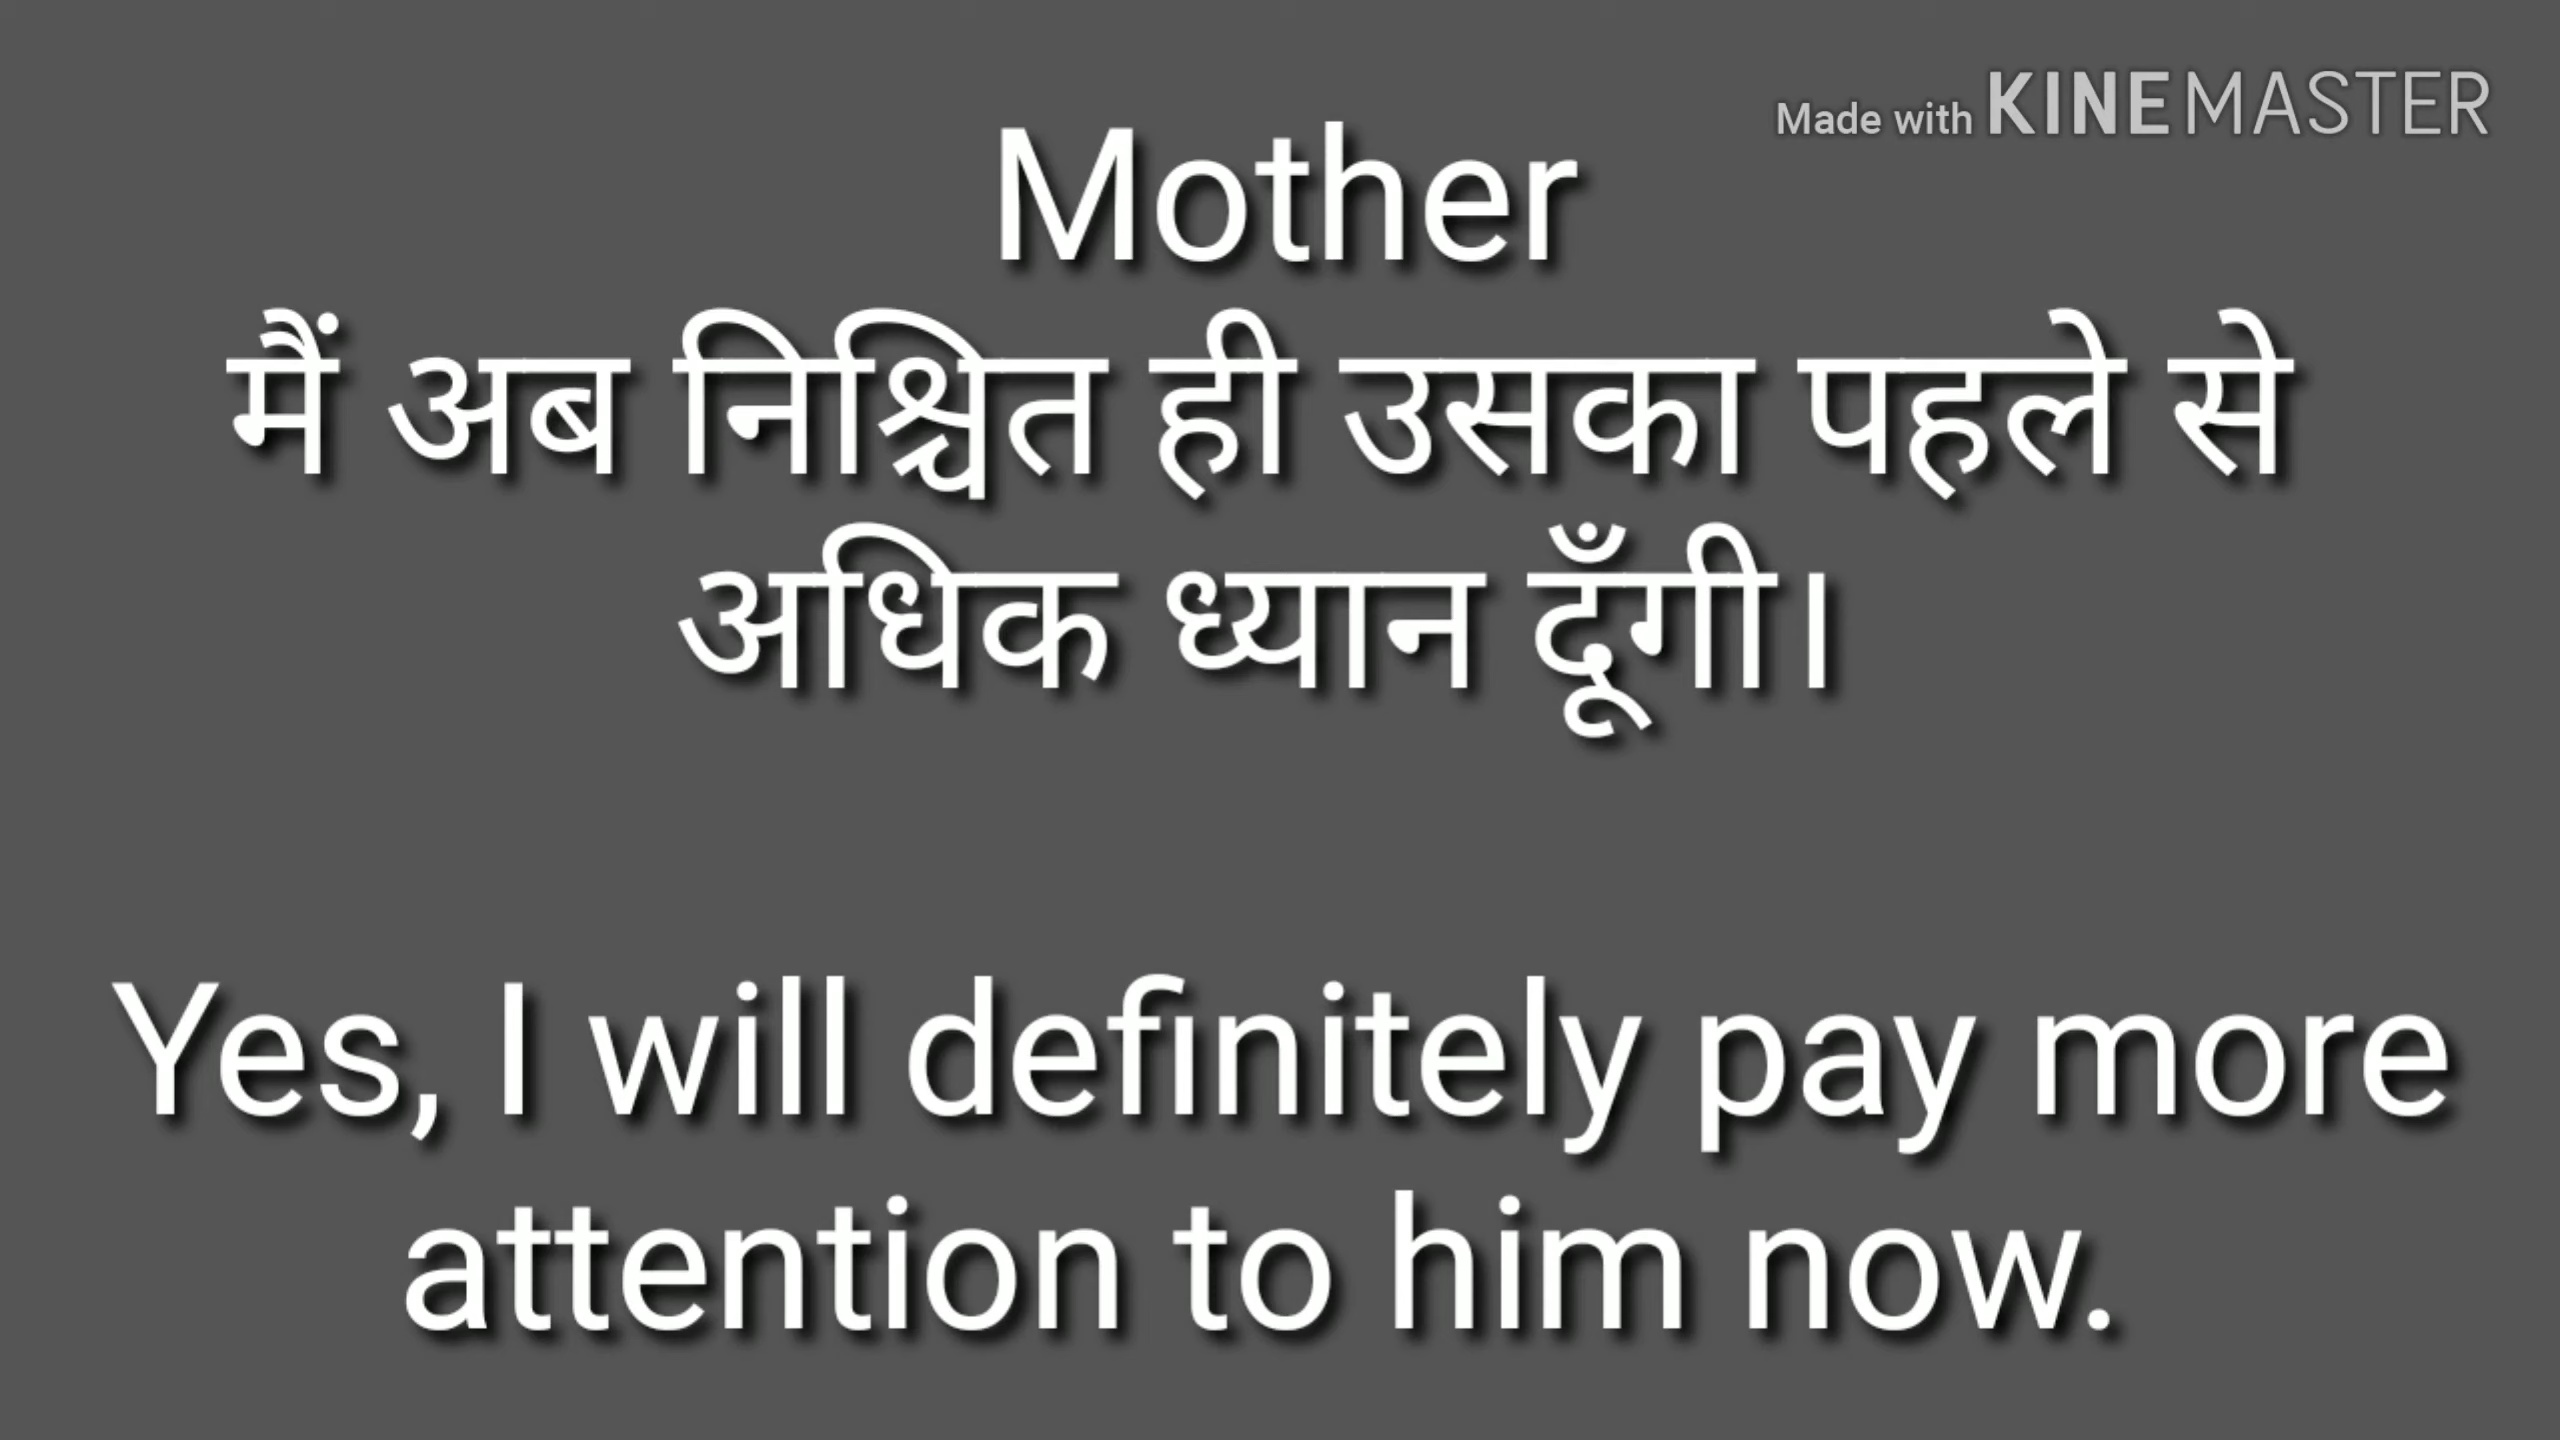 Made with KINEMASTER
Mother
मैं अब निश्चित ही उसका पहले से
अधिक ध्यान दूँगी।
Yes, I will definitely pay more
attention to him now.